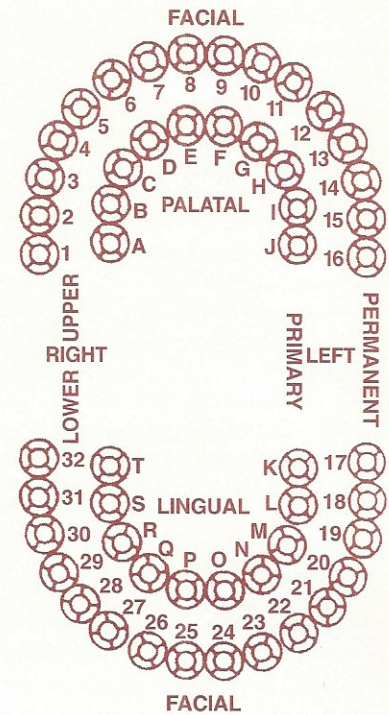 FACIAL
7 8 9 10
6 11
5 12
4 13
3 14
2 15
1 16
D E F G
C H
B PALATAL I
A J
UPPER
RIGHT
LOWER
PRIMARY
LEFT
PERMANENT
32 T K 17
31 S LINGUAL L 18
30 R M 19
29 Q P O N 20
28 21
27 22
26 25 24 23
FACIAL